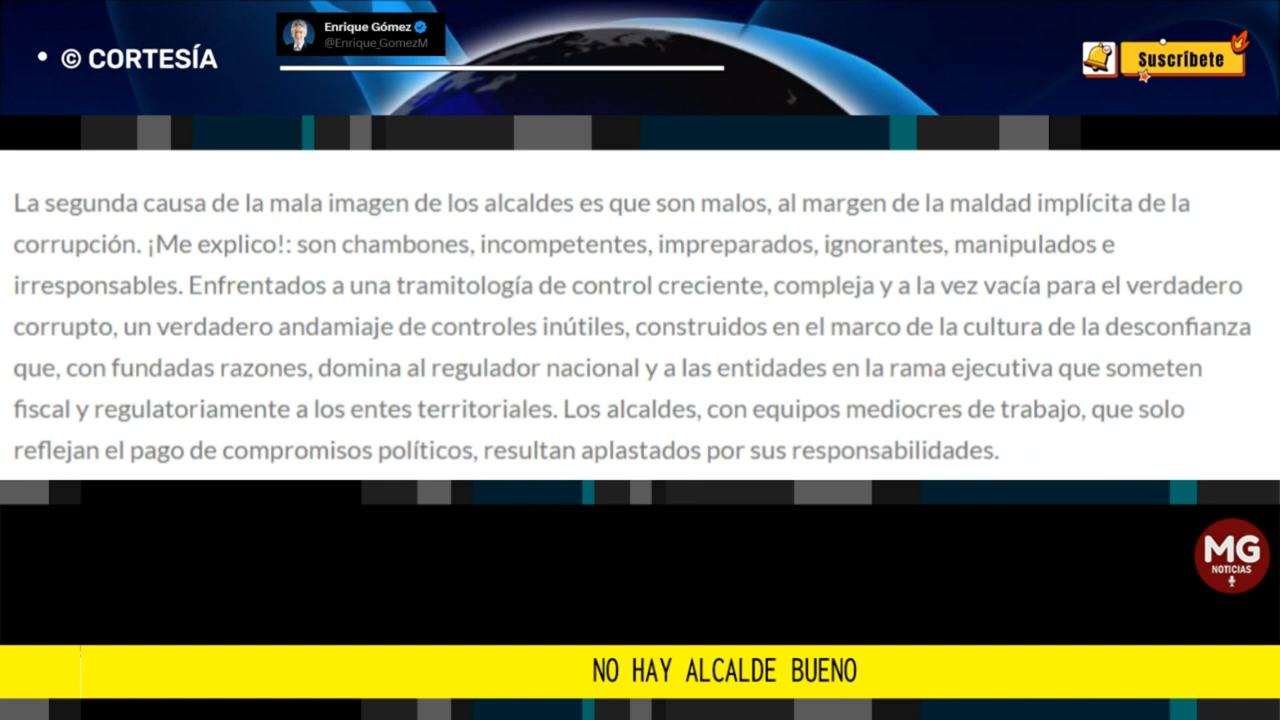 • © CORTESÍA
Enrique Gómez
@Enrique_GomezM
Suscríbete
La segunda causa de la mala imagen de los alcaldes es que son malos, al margen de la maldad implícita de la
corrupción. ¡Me explico!: son chambones, incompetentes, impreparados, ignorantes, manipulados e
irresponsables. Enfrentados a una tramitología de control creciente, compleja y a la vez vacía para el verdadero
corrupto, un verdadero andamiaje de controles inútiles, construidos en el marco de la cultura de la desconfianza
que, con fundadas razones, domina al regulador nacional y a las entidades en la rama ejecutiva que someten
fiscal y regulatoriamente a los entes territoriales. Los alcaldes, con equipos mediocres de trabajo, que solo
reflejan el pago de compromisos políticos, resultan aplastados por sus responsabilidades.
MG
NOTICIAS
NO HAY ALCALDE BUENO